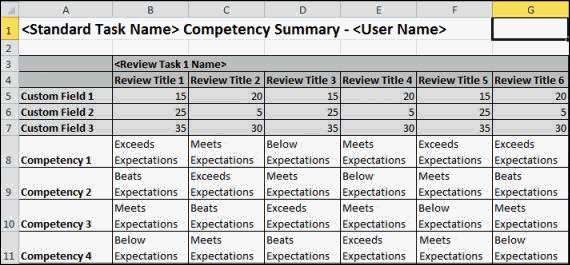 A B C D E F G
1 <Standard Task Name> Competency Summary - <User Name>
2
3 <Review Task 1 Name>
4 Review Title 1 Review Title 2 Review Title 3 Review Title 4 Review Title 5 Review Title 6
5 Custom Field 1 15 20 15 20 15 20
6 Custom Field 2 25 5 25 5 25 5
7 Custom Field 3 35 30 35 30 35 30
Exceeds Meets Below Meets Exceeds Exceeds
8 Competency 1 Expectations Expectations Expectations Expectations Expectations Expectations
Beats Exceeds Meets Below Meets Beats
9 Competency 2 Expectations Expectations Expectations Expectations Expectations Expectations
Meets Beats Exceeds Meets Below Meets
10 Competency 3 Expectations Expectations Expectations Expectations Expectations Expectations
Below Meets Beats Exceeds Meets Below
11 Competency 4 Expectations Expectations Expectations Expectations Expectations Expectations